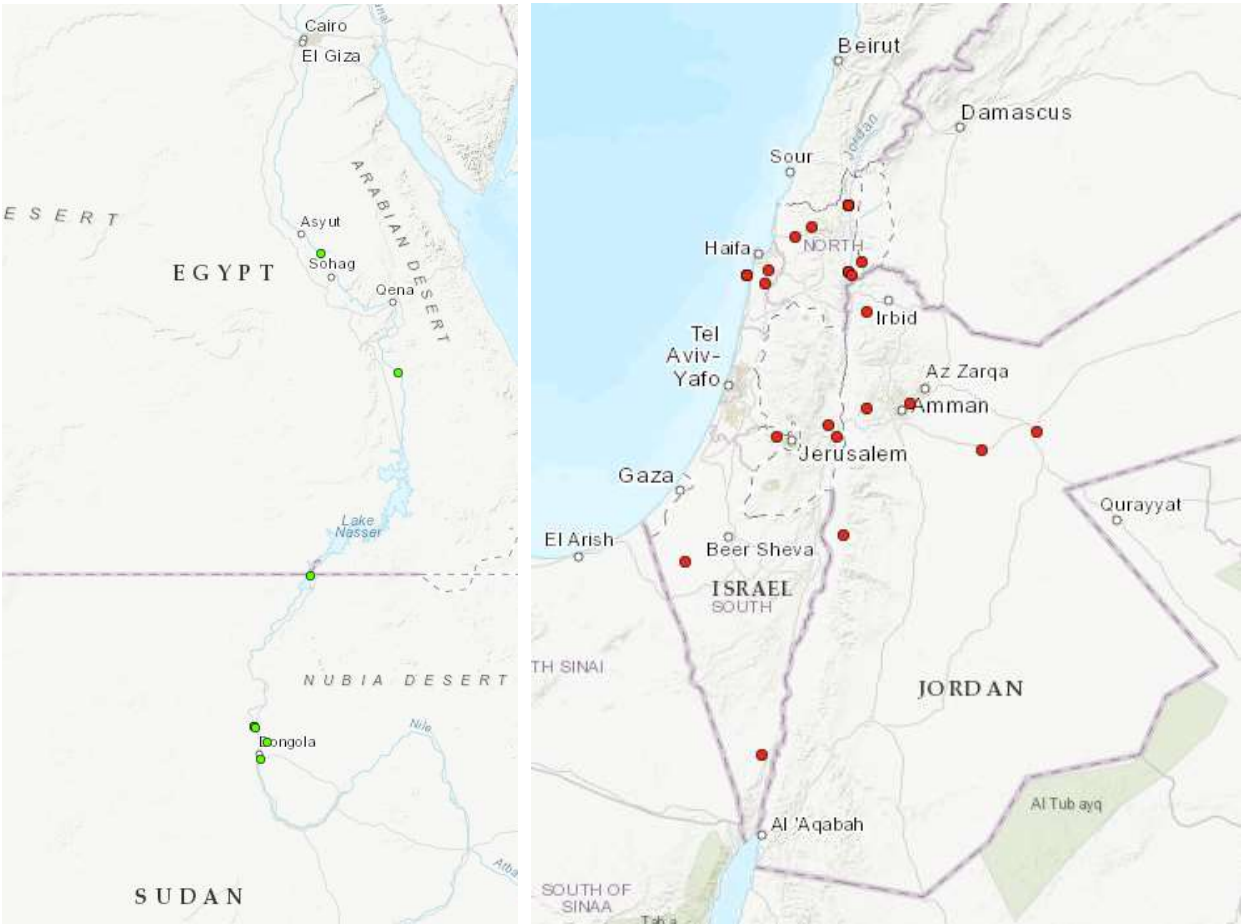 Cairo
El Giza
ESERT
ARABIAN DESERT
Asyut
EGYPT
Sohag
Qena
Lake
Nasser
NUBIA DESERT
Nile
Dongola
SUDAN
Beirut
Damascus
Jordan
Sour
Haifa
NORTH
Irbid
Tel
Aviv-
Yafo
Az Zarqa
Amman
Jerusalem
Gaza
Qurayyat
El Arish
Beer Sheva
ISRAEL
SOUTH
TH SINAI
JORDAN
Al Tubayq
Al 'Aqabah
SOUTH OF
SINAA